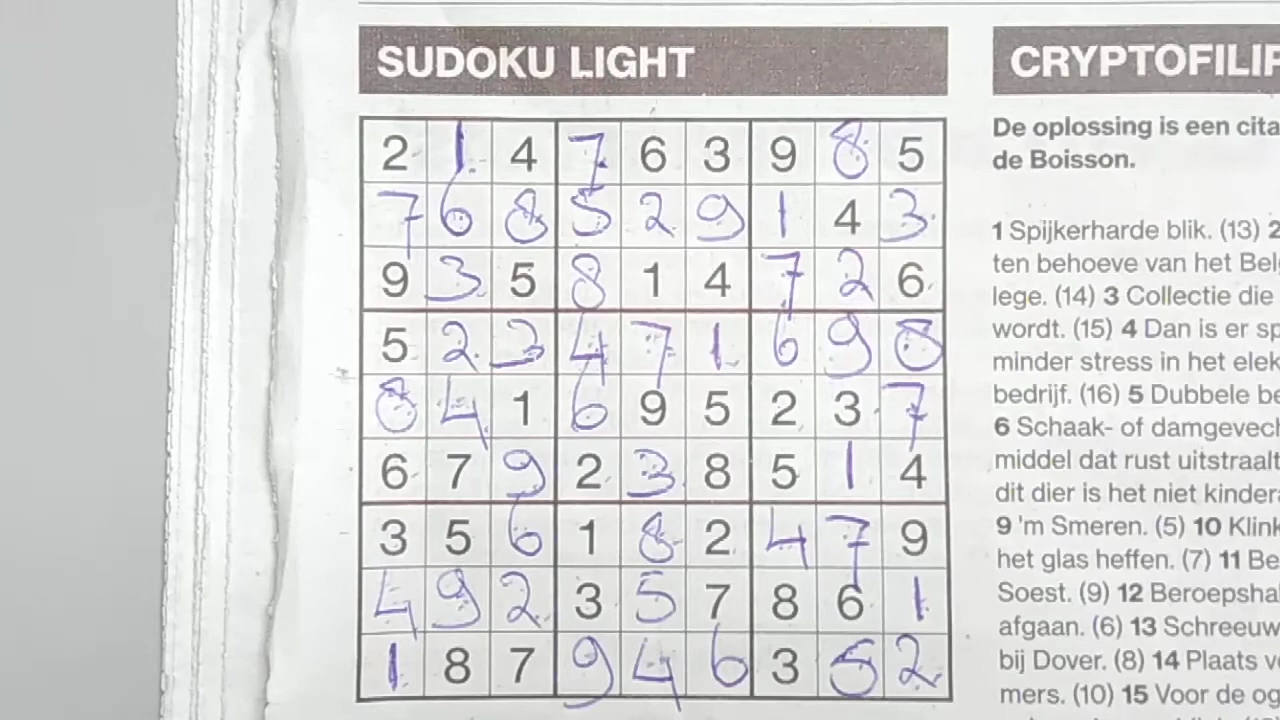 SUDOKU LIGHT
2 1 4 7 6 3 9 8 5
7 6 8 5 2 9 1 4 3
9 3 5 8 1 4 7 2 6
5 2 3 4 7 1 6 9 8
8 4 1 6 9 5 2 3 7
6 7 9 2 3 8 5 1 4
3 5 6 1 8 2 4 7 9
4 9 2 3 5 7 8 6 1
1 8 7 9 4 6 3 5 2
CRYPTOFILIP
De oplossing is een cita
de Boisson.
1 Spijkerharde blik. (13) 2
ten behoeve van het Bel
lege. (14) 3 Collectie die
wordt. (15) 4 Dan is er sp
minder stress in het elek
bedrijf. (16) 5 Dubbele be
6 Schaak- of damgevech
middel dat rust uitstraalt
dit dier is het niet kindera
9 'm Smeren. (5) 10 Klink
het glas heffen. (7) 11 Be
Soest. (9) 12 Beroepsha
afgaan. (6) 13 Schreeuw
bij Dover. (8) 14 Plaats v
mers. (10) 15 Voor de og